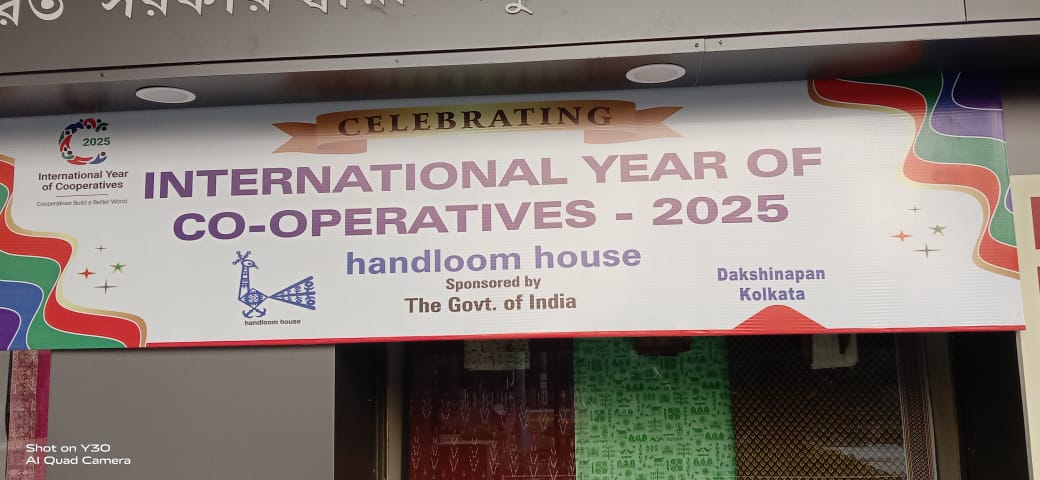 সরকার দ্বারা
CELEBRATING
2025
International Year
of Cooperatives
Cooperatives Build a Better World
INTERNATIONAL YEAR OF
CO-OPERATIVES - 2025
handloom house
Sponsored by
The Govt. of India
handloom house
Dakshinapan
Kolkata
Shot on Y30
AI Quad Camera